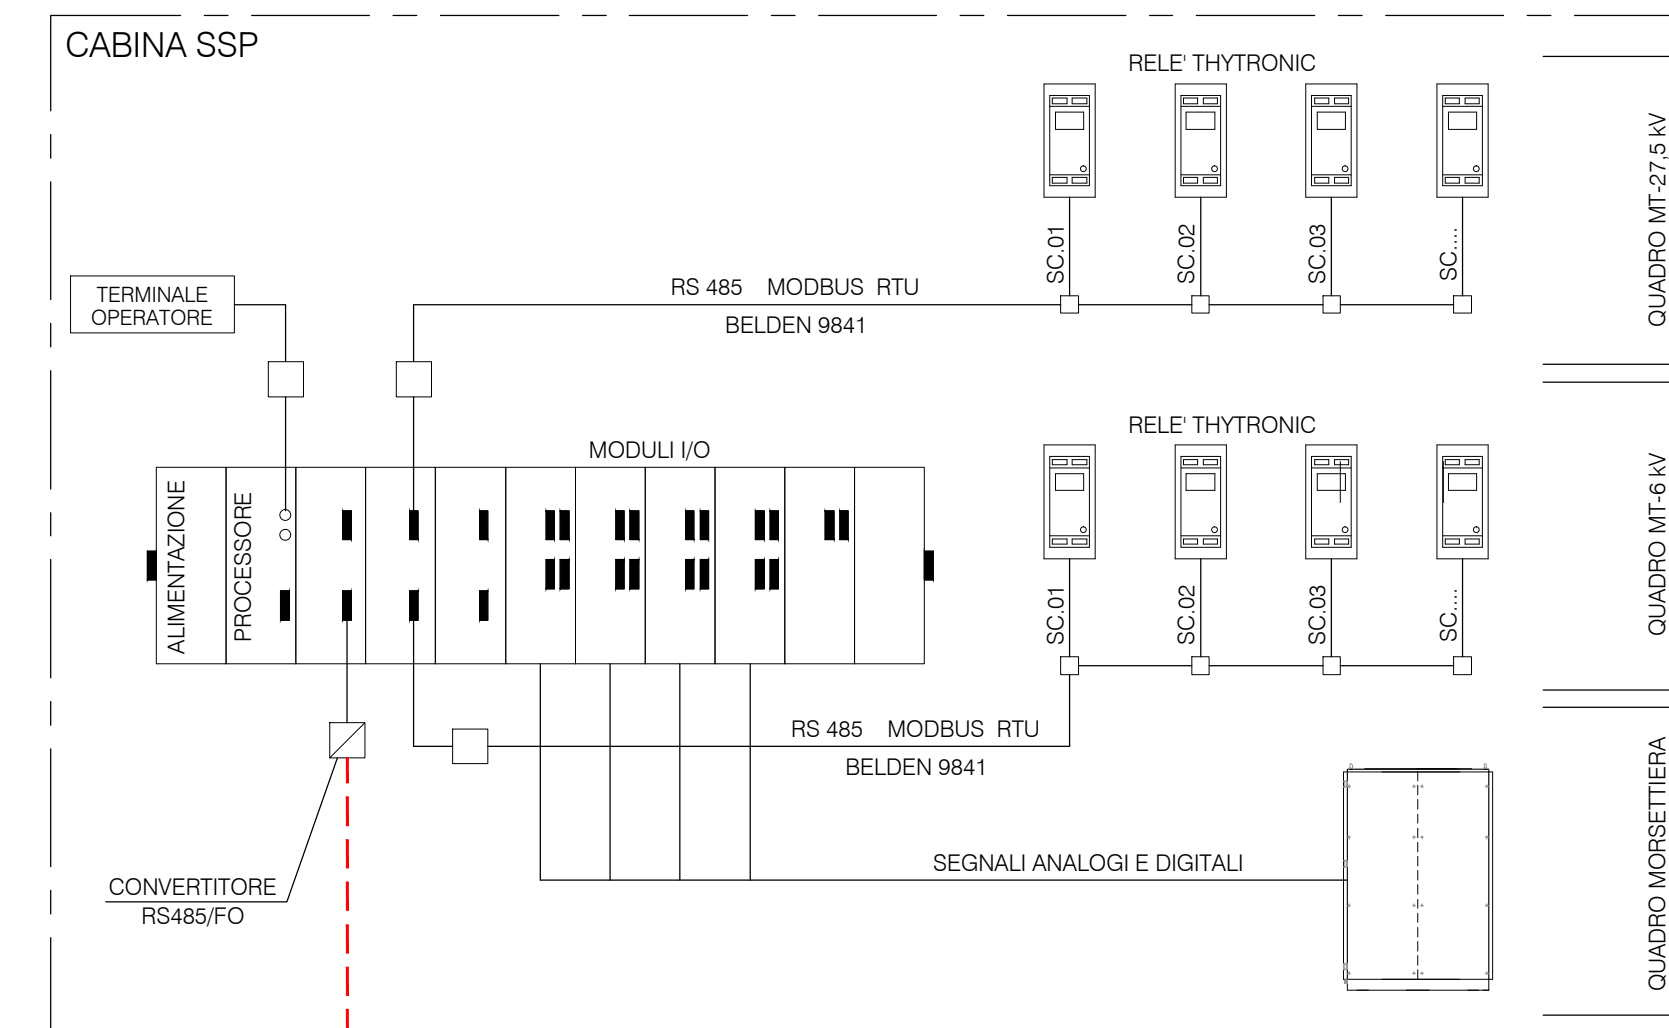 CABINA SSP
RELE' THYTRONIC
QUADRO MT-27,5 kV
SC.01
SC.02
SC.03
SC....
TERMINALE
OPERATORE
RS 485 MODBUS RTU
BELDEN 9841
RELE' THYTRONIC
MODULI I/O
QUADRO MT-6 kV
ALIMENTAZIONE
PROCESSORE
SC.01
SC.02
SC.03
SC....
RS 485 MODBUS RTU
BELDEN 9841
QUADRO MORSETTIERA
SEGNALI ANALOGI E DIGITALI
CONVERTITORE
RS485/FO